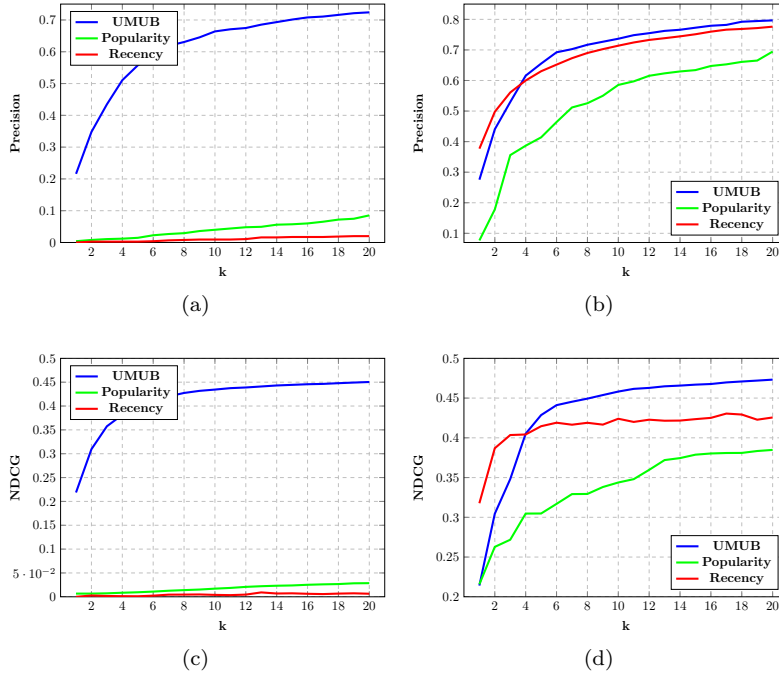 0.7
0.6
0.5
0.4
0.3
0.2
0.1
0
Precision
UMUB
Popularity
Recency
2 4 6 8 10 12 14 16 18 20
k
(a)
0.8
0.7
0.6
0.5
0.4
0.3
0.2
0.1
Precision
UMUB
Popularity
Recency
2 4 6 8 10 12 14 16 18 20
k
(b)
0.5
0.45
0.4
0.35
0.3
0.25
0.2
0.15
0.1
5 · 10⁻²
0
NDCG
UMUB
Popularity
Recency
2 4 6 8 10 12 14 16 18 20
k
(c)
0.5
0.45
0.4
0.35
0.3
0.25
0.2
NDCG
UMUB
Popularity
Recency
2 4 6 8 10 12 14 16 18 20
k
(d)